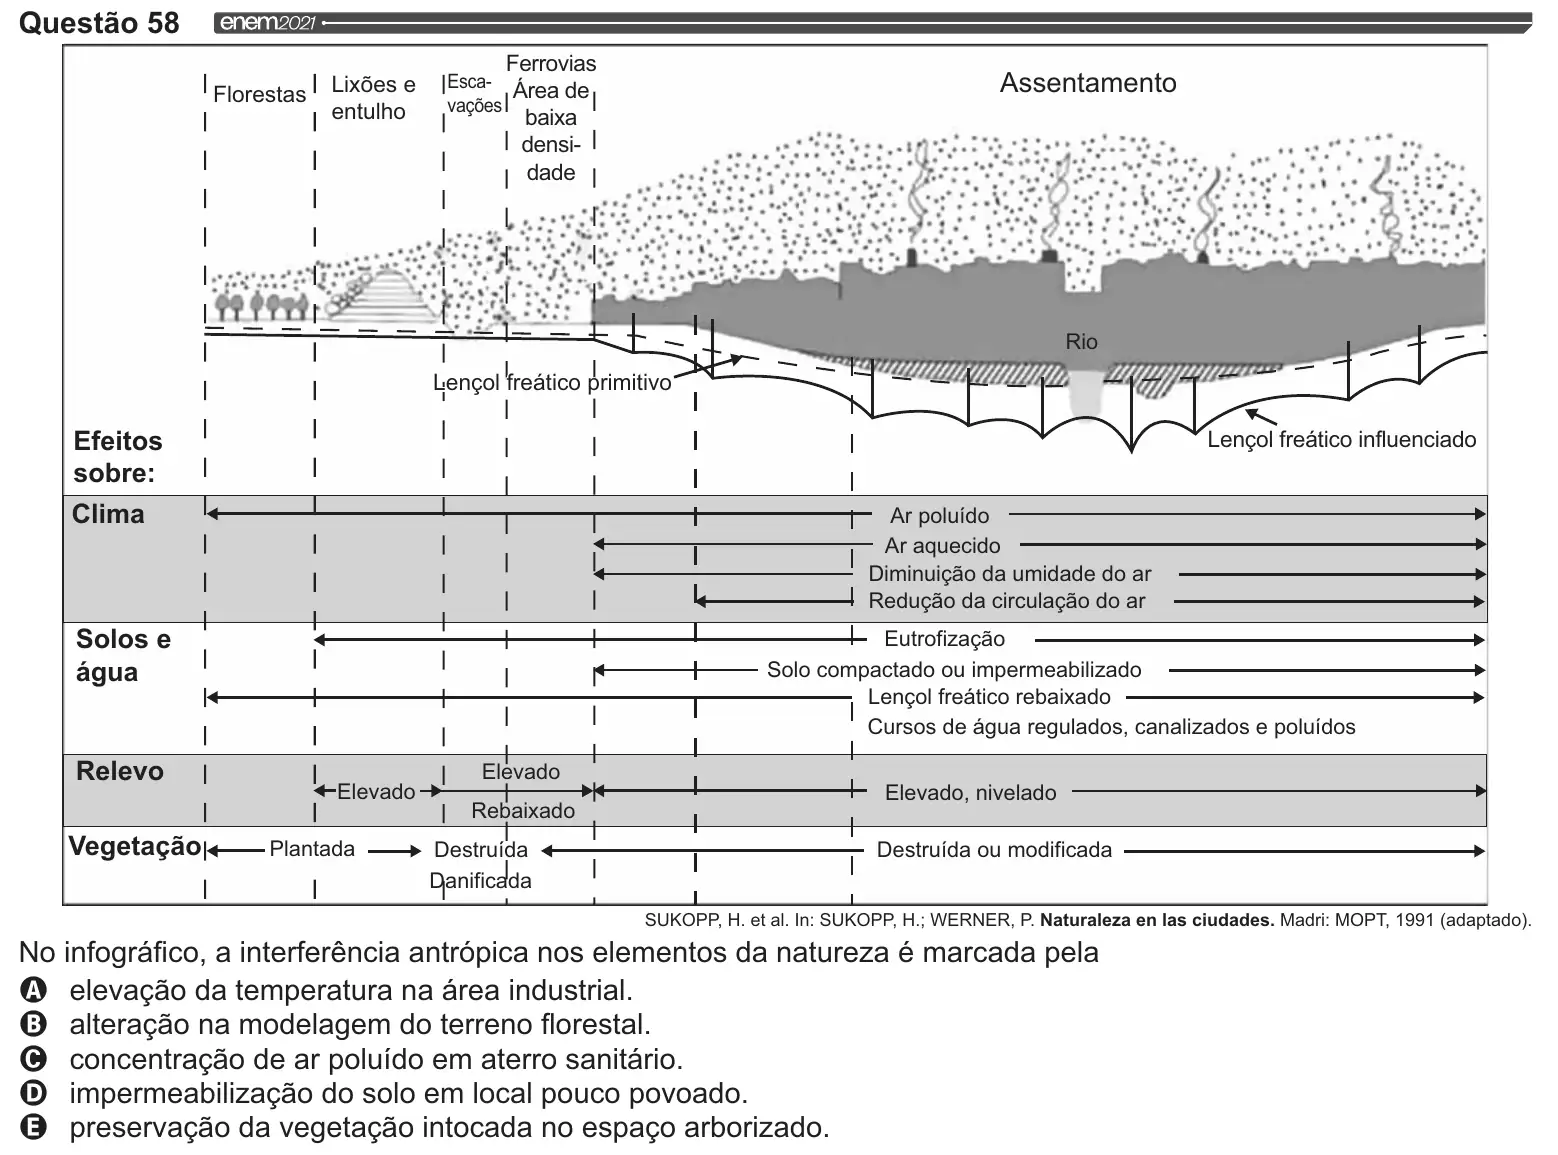 Questão 58
enem2021
Florestas
Lixões e
entulho
Esca-
vações
Ferrovias
Área de
baixa
densi-
dade
Assentamento
Rio
Lençol freático primitivo
Lençol freático influenciado
Efeitos
sobre:
Clima
Ar poluído
Ar aquecido
Diminuição da umidade do ar
Redução da circulação do ar
Solos e
água
Eutrofização
Solo compactado ou impermeabilizado
Lençol freático rebaixado
Cursos de água regulados, canalizados e poluídos
Relevo
Elevado
Elevado
Rebaixado
Elevado, nivelado
Vegetação
Plantada
Destruída
Danificada
Destruída ou modificada
SUKOPP, H. et al. In: SUKOPP, H.; WERNER, P. Naturaleza en las ciudades. Madri: MOPT, 1991 (adaptado).
No infográfico, a interferência antrópica nos elementos da natureza é marcada pela
A elevação da temperatura na área industrial.
B alteração na modelagem do terreno florestal.
C concentração de ar poluído em aterro sanitário.
D impermeabilização do solo em local pouco povoado.
E preservação da vegetação intocada no espaço arborizado.